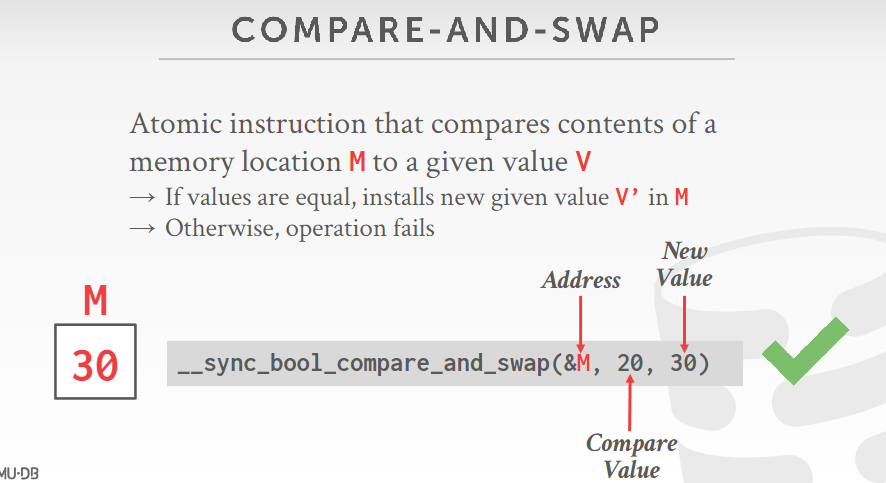 COMPARE-AND-SWAP
Atomic instruction that compares contents of a
memory location M to a given value V
→ If values are equal, installs new given value V’ in M
→ Otherwise, operation fails
New
Value
Address
M
30
__sync_bool_compare_and_swap(&M, 20, 30)
Compare
Value
MU·DB